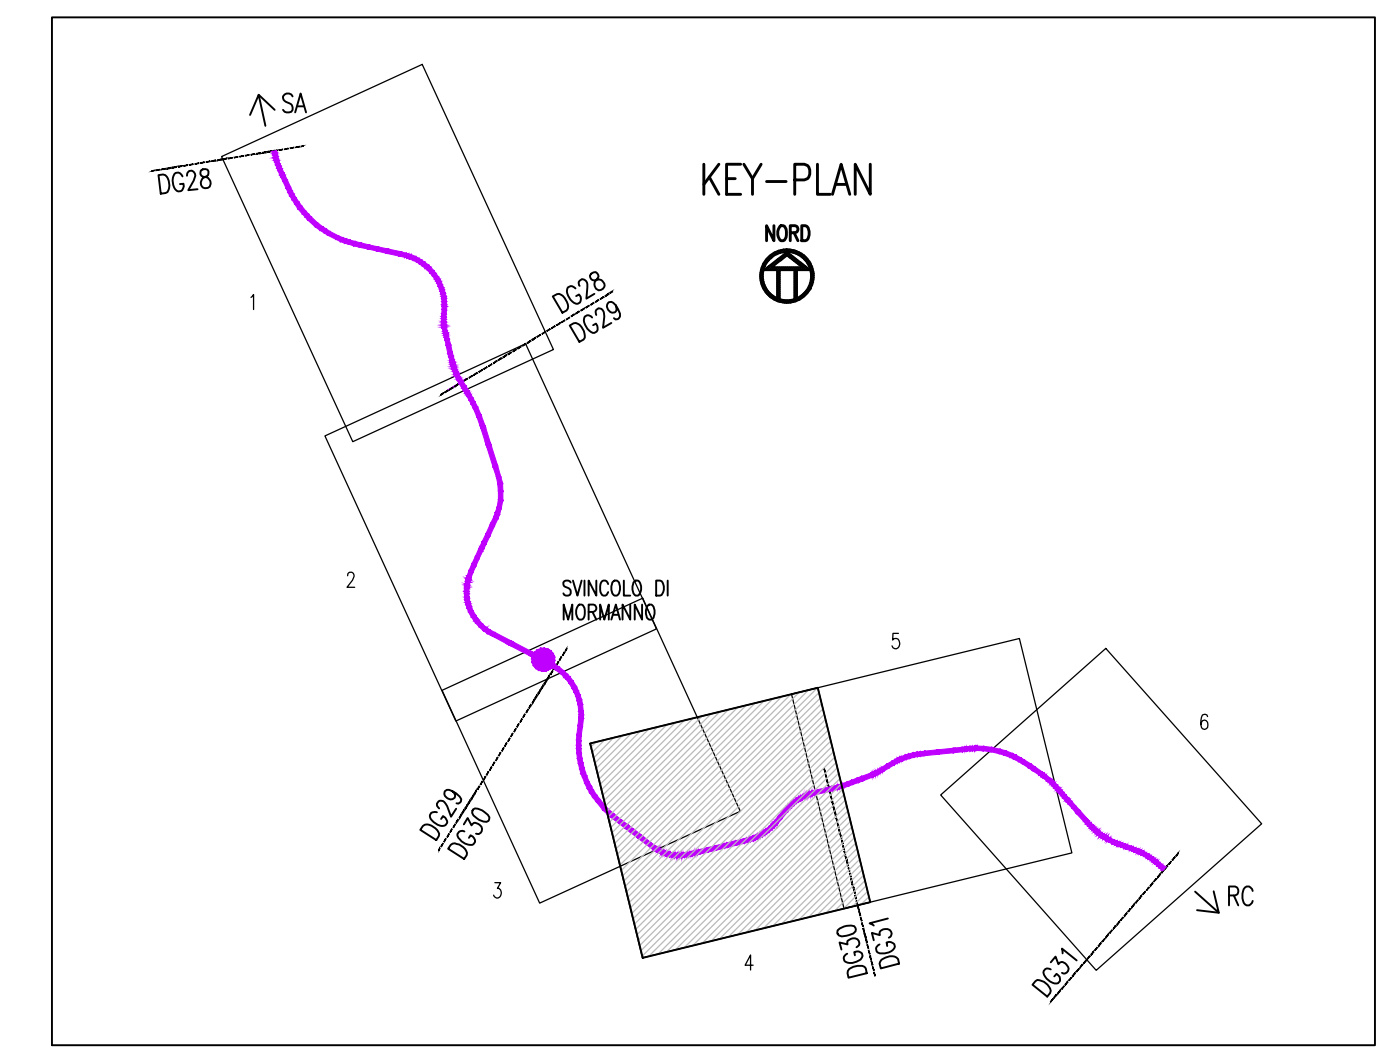 SA
DG28
KEY-PLAN
NORD
1
DG28
DG29
2
SVINCOLO DI
MORMANNO
5
6
DG29
DG30
3
4
DG30
DG31
RC
DG31